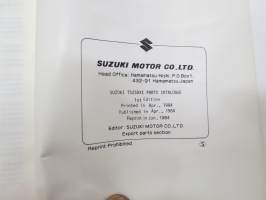 SUZUKI MOTOR CO.,LTD.
Head Office: Hamamatsu-Nishi, P.O.Box 1,
432-91 Hamamatsu, Japan
SUZUKI TS250X PARTS CATALOGUE
1st Edition
Printed in Apr., 1984
Published in Apr., 1984
Reprint in Jun., 1984
Editor: SUZUKI MOTOR CO.,LTD.
Export parts section
Reprint Prohibited